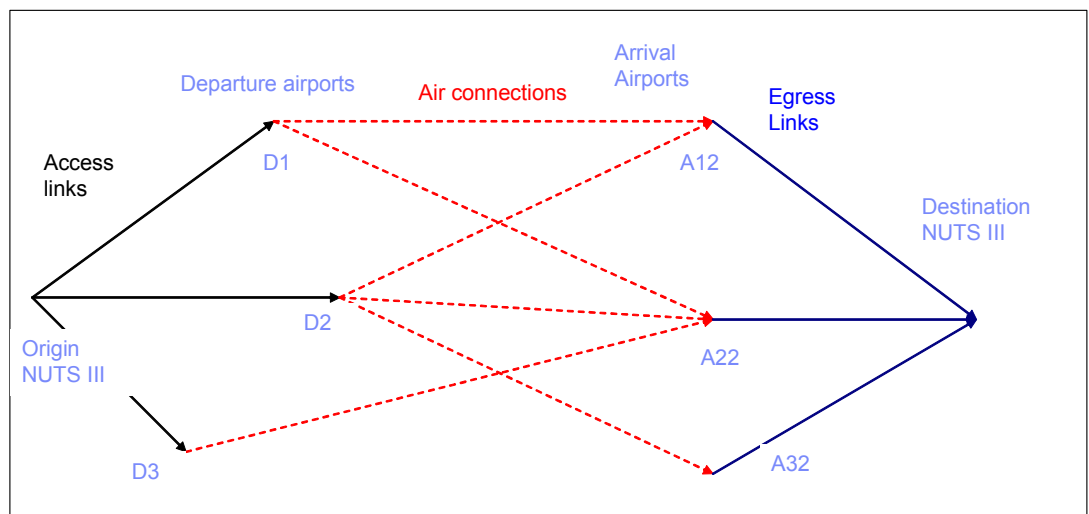 Departure airports
Air connections
Arrival
Airports
Egress
Links
Access
links
D1
A12
Destination
NUTS III
D2
Origin
NUTS III
A22
D3
A32